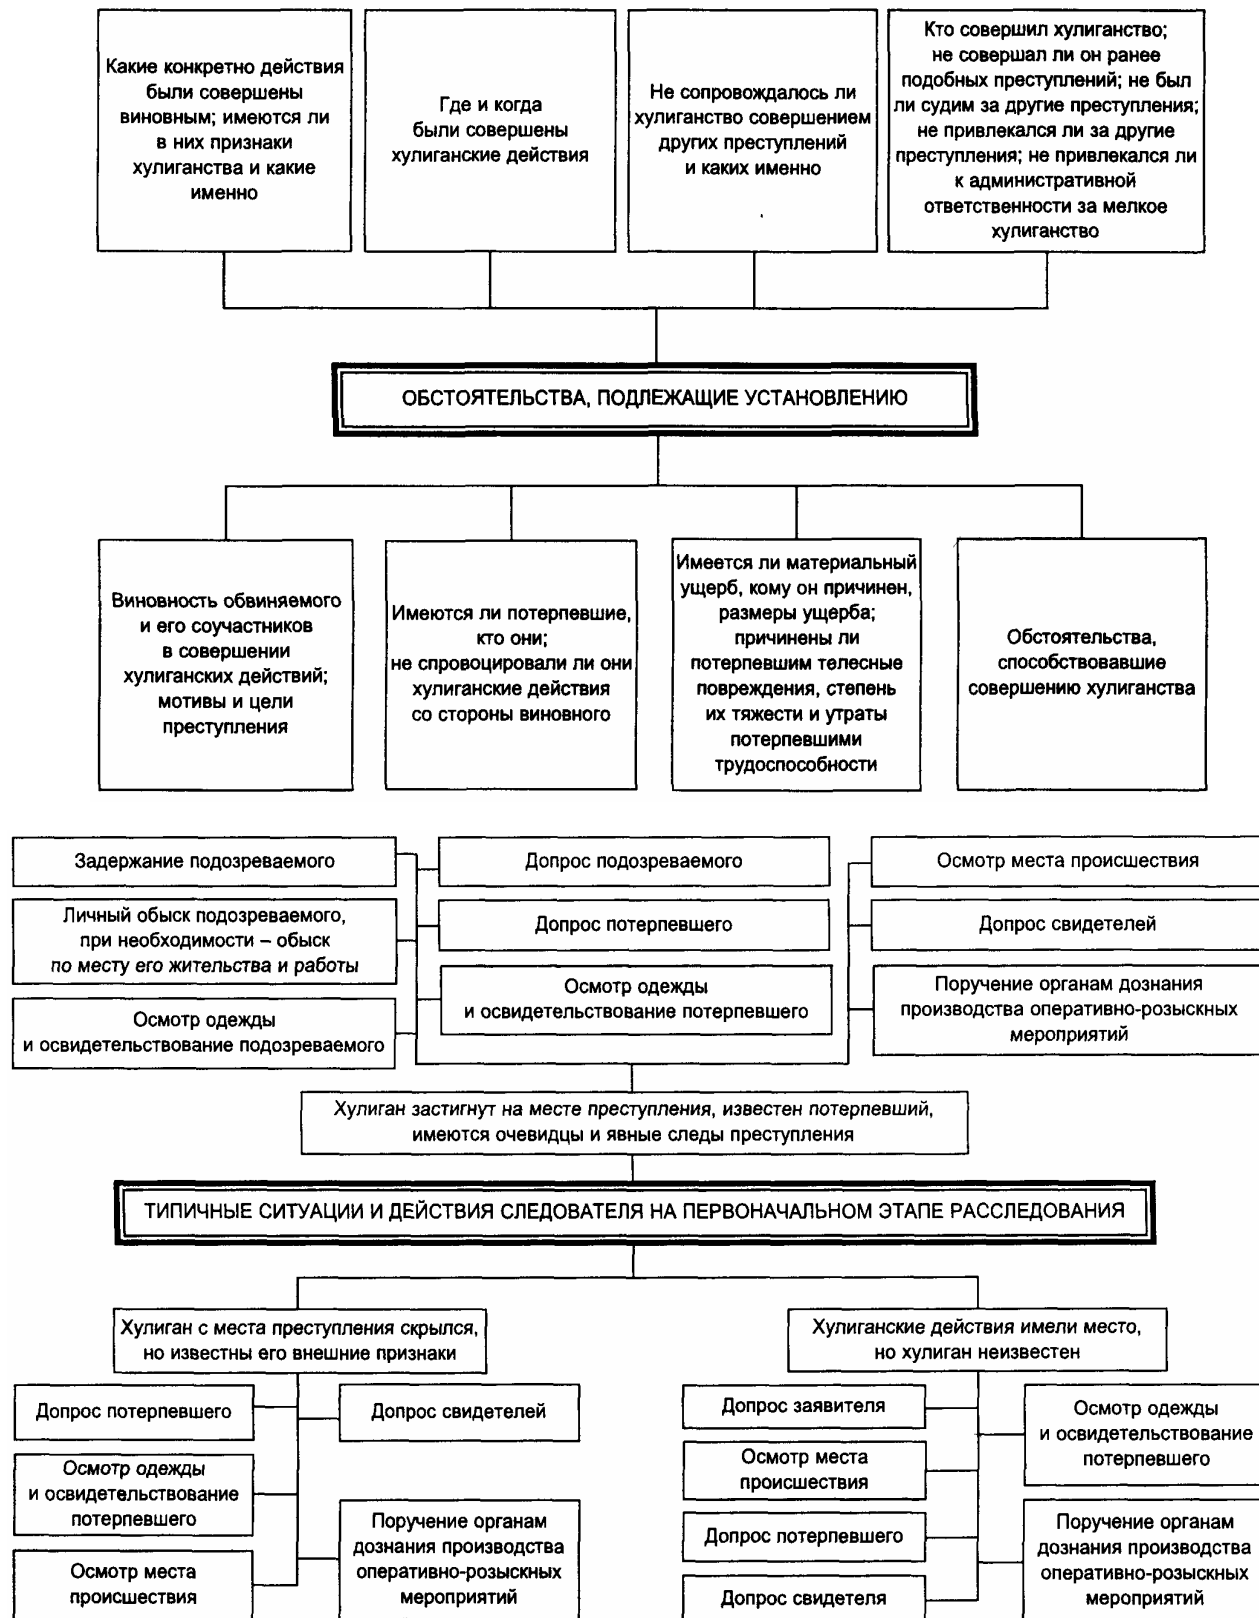 Какие конкретно действия
были совершены
виновным; имеются ли
в них признаки
хулиганства и какие
именно
Где и когда
были совершены
хулиганские действия
Не сопровождалось ли
хулиганство совершением
других преступлений
и каких именно
Кто совершил хулиганство;
не совершал ли он ранее
подобных преступлений; не был
ли судим за другие преступления;
не привлекался ли за другие
преступления; не привлекался ли
к административной
ответственности за мелкое
хулиганство
ОБСТОЯТЕЛЬСТВА, ПОДЛЕЖАЩИЕ УСТАНОВЛЕНИЮ
Виновность обвиняемого
и его соучастников
в совершении
хулиганских действий;
мотивы и цели
преступления
Имеются ли потерпевшие,
кто они;
не спровоцировали ли они
хулиганские действия
со стороны виновного
Имеется ли материальный
ущерб, кому он причинен,
размеры ущерба;
причинены ли
потерпевшим телесные
повреждения, степень
их тяжести и утраты
потерпевшими
трудоспособности
Обстоятельства,
способствовавшие
совершению хулиганства
Задержание подозреваемого
Личный обыск подозреваемого,
при необходимости – обыск
по месту его жительства и работы
Осмотр одежды
и освидетельствование подозреваемого
Допрос подозреваемого
Допрос потерпевшего
Осмотр одежды
и освидетельствование потерпевшего
Осмотр места происшествия
Допрос свидетелей
Поручение органам дознания
производства оперативно-розыскных
мероприятий
Хулиган застигнут на месте преступления, известен потерпевший,
имеются очевидцы и явные следы преступления
ТИПИЧНЫЕ СИТУАЦИИ И ДЕЙСТВИЯ СЛЕДОВАТЕЛЯ НА ПЕРВОНАЧАЛЬНОМ ЭТАПЕ РАССЛЕДОВАНИЯ
Хулиган с места преступления скрылся,
но известны его внешние признаки
Допрос потерпевшего
Осмотр одежды
и освидетельствование
потерпевшего
Осмотр места
происшествия
Допрос свидетелей
Поручение органам
дознания производства
оперативно-розыскных
мероприятий
Хулиганские действия имели место,
но хулиган неизвестен
Допрос заявителя
Осмотр места
происшествия
Допрос потерпевшего
Допрос свидетеля
Осмотр одежды
и освидетельствование
потерпевшего
Поручение органам
дознания производства
оперативно-розыскных
мероприятий